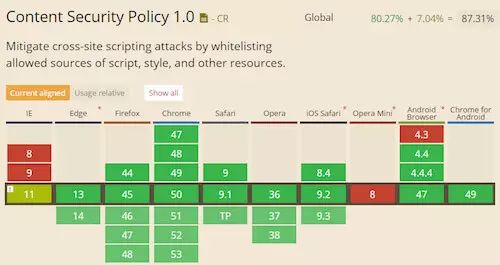 Content Security Policy 1.0 - CR
Global 80.27% + 7.04% = 87.31%
Mitigate cross-site scripting attacks by whitelisting
allowed sources of script, style, and other resources.
Current aligned Usage relative Show all
IE Edge * Firefox Chrome Safari Opera iOS Safari * Opera Mini * Android Browser * Chrome for Android
47 4.3
8 48 4.4
9 44 49 9 8.4 4.4.4
11 13 45 50 9.1 36 9.2 8 47 49
14 46 51 TP 37 9.3
47 52 38
48 53